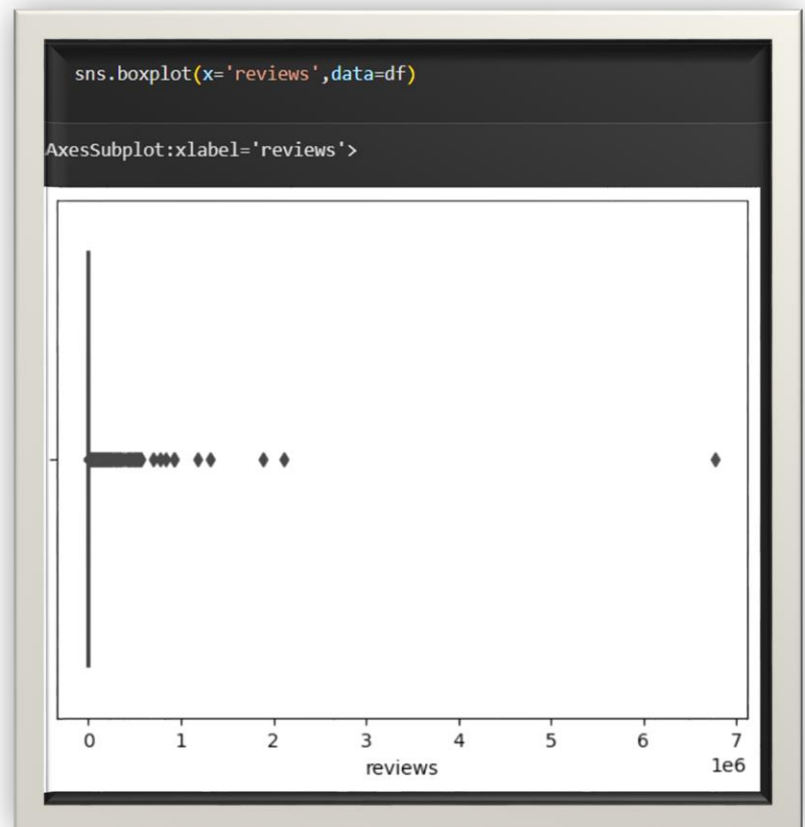 sns.boxplot(x='reviews',data=df)
AxesSubplot:xlabel='reviews'>
0 1 2 3 4 5 6 7
reviews 1e6